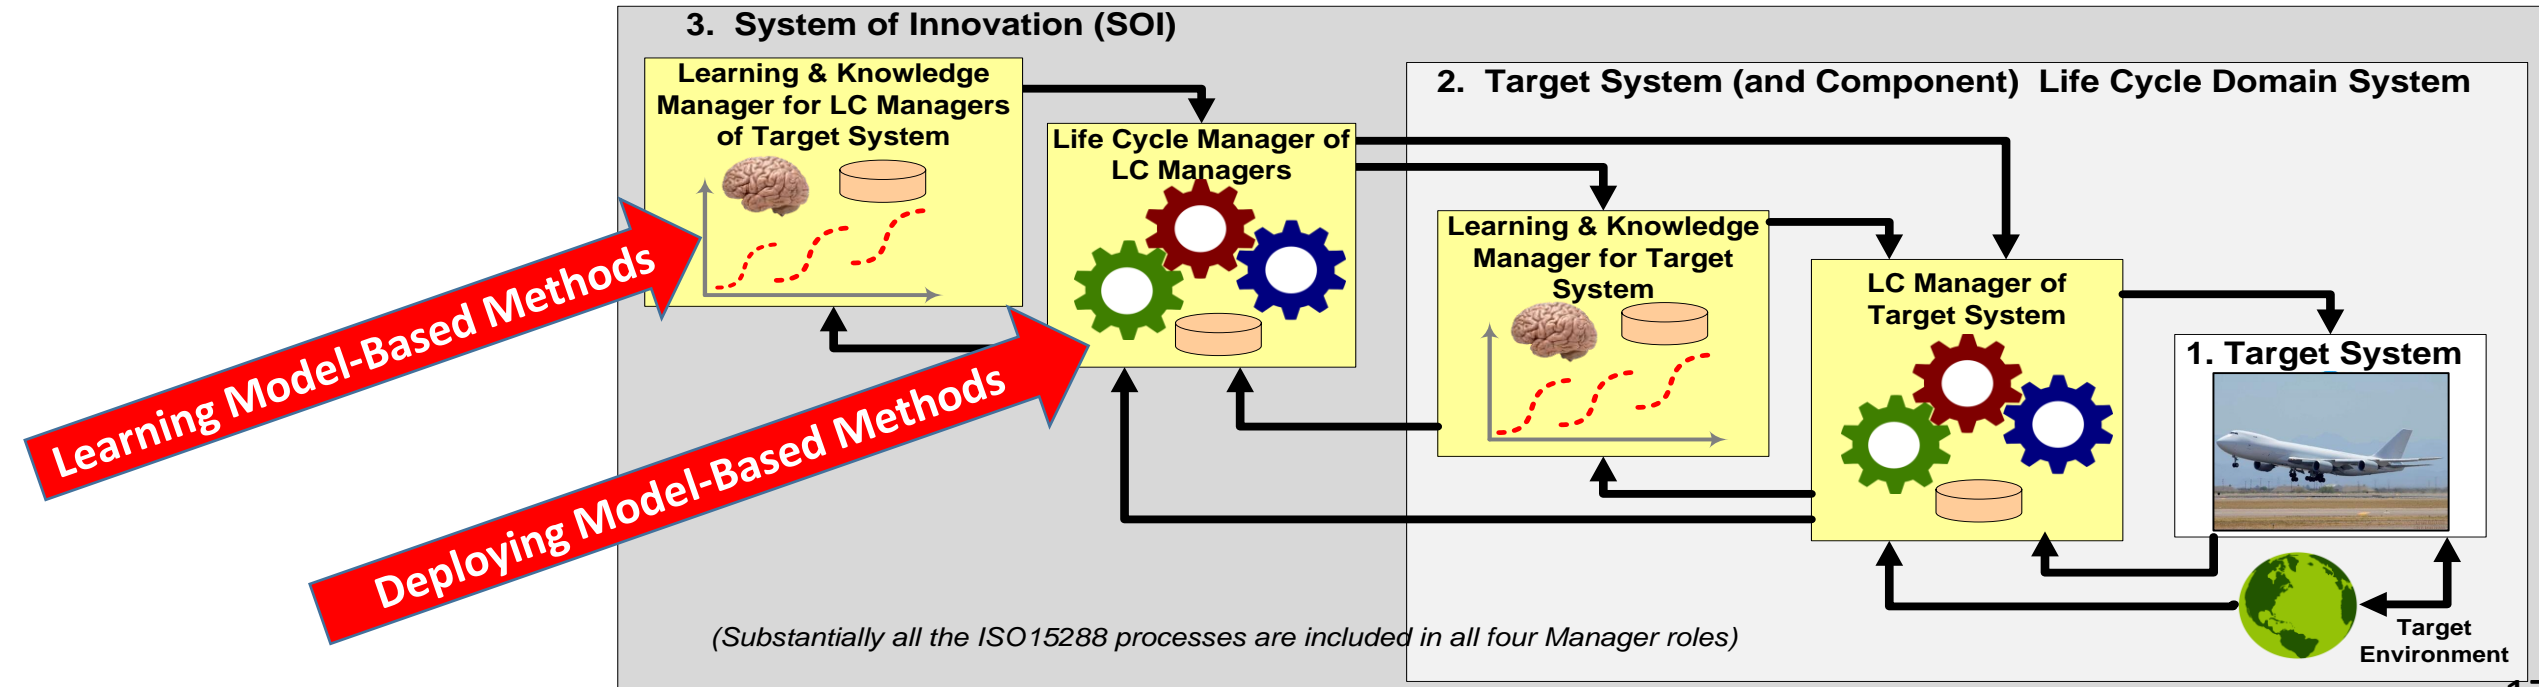 3.  System of Innovation (SOI)
Learning & Knowledge
Manager for LC Managers
of Target System
2.  Target System (and Component)  Life Cycle Domain System
Life Cycle Manager of
LC Managers
Learning & Knowledge
Manager for Target
System
LC Manager of
Target System
1. Target System
Learning Model-Based Methods
Deploying Model-Based Methods
(Substantially all the ISO15288 processes are included in all four Manager roles)
Target
Environment